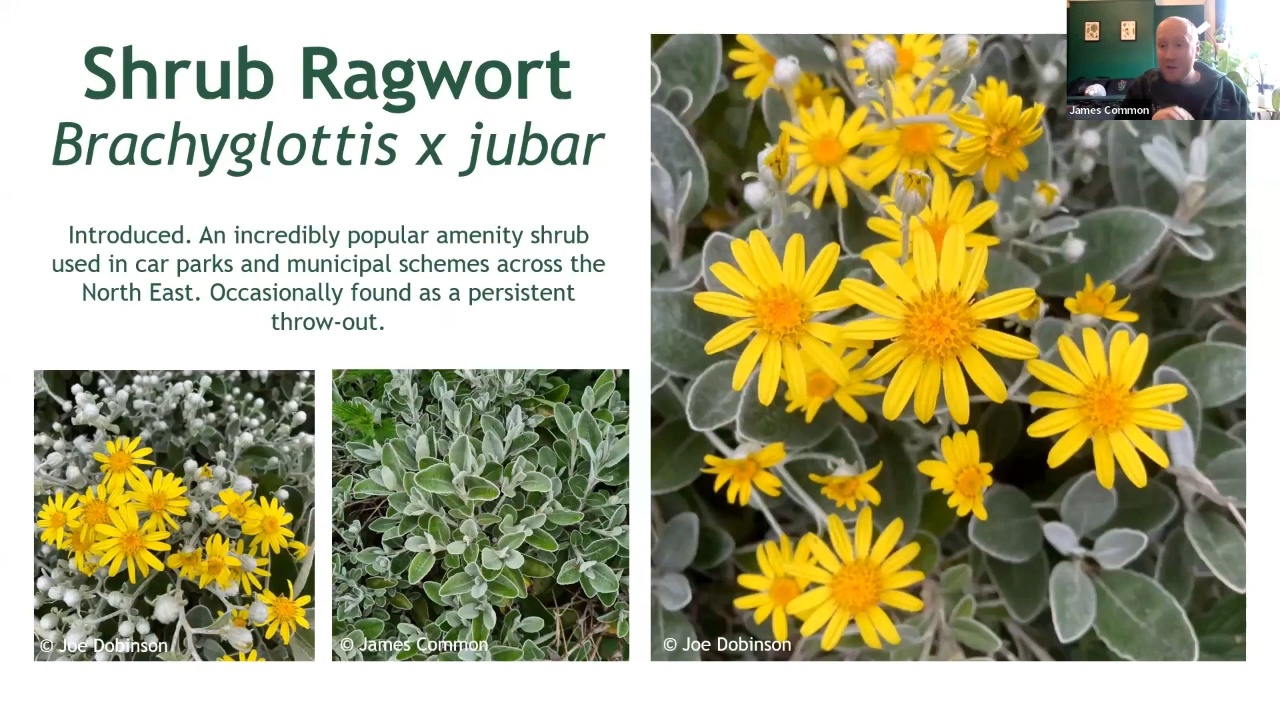 Shrub Ragwort
Brachyglottis x jubar
Introduced. An incredibly popular amenity shrub
used in car parks and municipal schemes across the
North East. Occasionally found as a persistent
throw-out.
James Common
© Joe Dobinson
© James Common
© Joe Dobinson